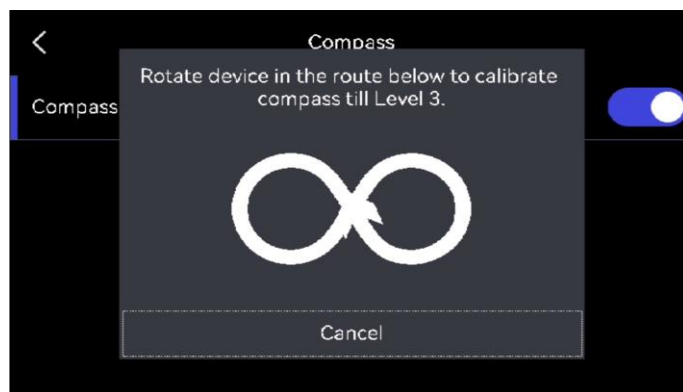 Compass
Rotate device in the route below to calibrate
compass till Level 3.
Compass
Cancel